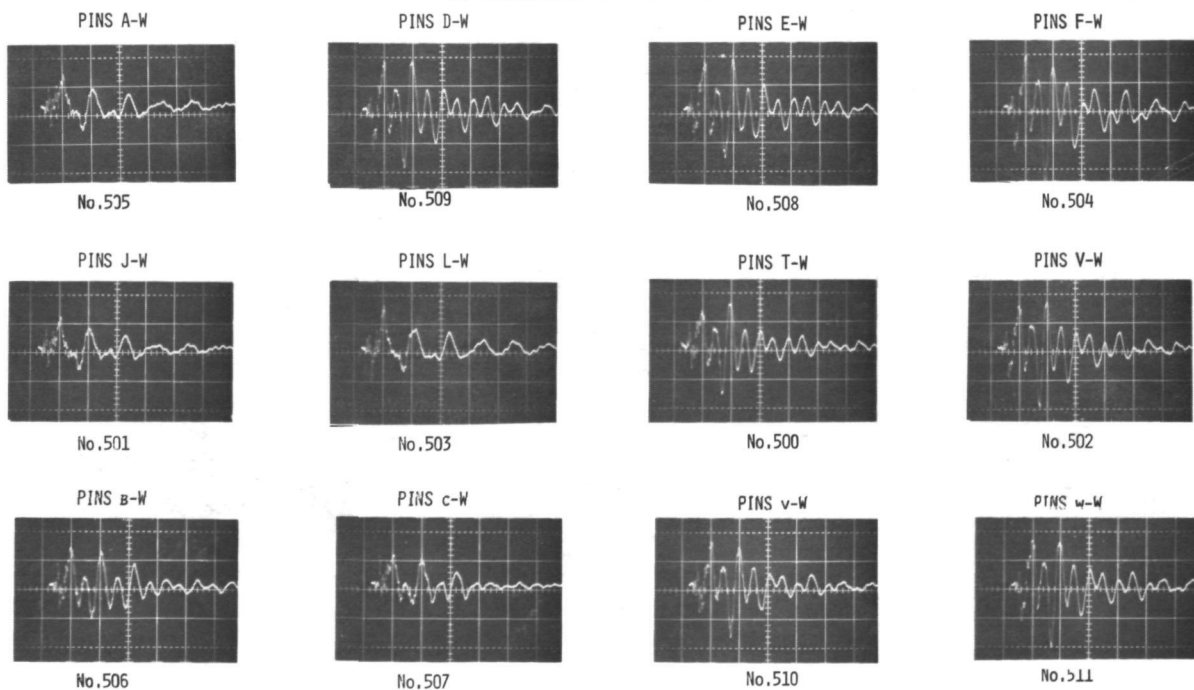 PINS A-W
PINS D-W
PINS E-W
PINS F-W
No.505
No.509
No.508
No.504
PINS J-W
PINS L-W
PINS T-W
PINS V-W
No.501
No.503
No.500
No.502
PINS B-W
PINS c-W
PINS v-W
PINS w-W
No.506
No.507
No.510
No.511